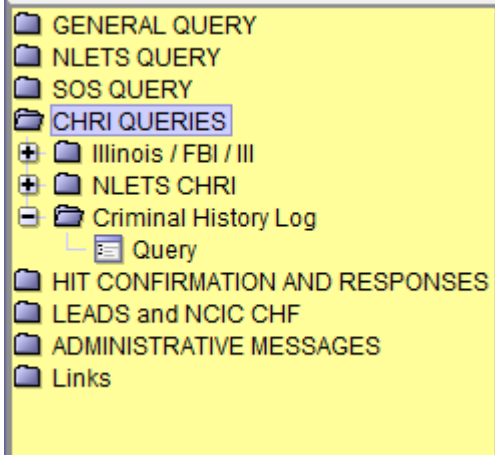 GENERAL QUERY
NLETS QUERY
SOS QUERY
CHRI QUERIES
Illinois / FBI / III
NLETS CHRI
Criminal History Log
Query
HIT CONFIRMATION AND RESPONSES
LEADS and NCIC CHF
ADMINISTRATIVE MESSAGES
Links